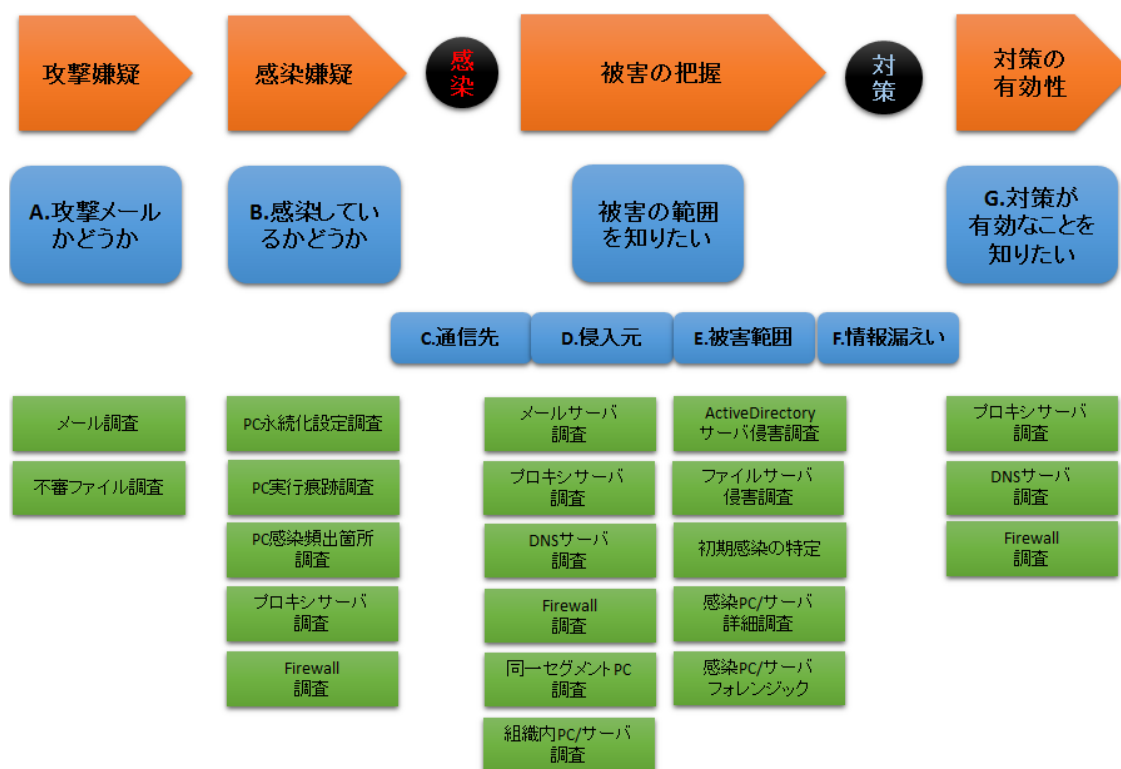 攻撃嫌疑
感染嫌疑
感
染
被害の把握
対
策
対策の
有効性
A.攻撃メール
かどうか
B.感染してい
るかどうか
被害の範囲
を知りたい
G.対策が
有効なことを
知りたい
C.通信先
D.侵入元
E.被害範囲
F.情報漏えい
メール調査
不審ファイル調査
PC永続化設定調査
PC実行痕跡調査
PC感染頻出箇所
調査
プロキシサーバ
調査
Firewall
調査
メールサーバ
調査
プロキシサーバ
調査
DNSサーバ
調査
Firewall
調査
同一セグメントPC
調査
組織内PC/サーバ
調査
ActiveDirectory
サーバ侵害調査
ファイルサーバ
侵害調査
初期感染の特定
感染PC/サーバ
詳細調査
感染PC/サーバ
フォレンジック
プロキシサーバ
調査
DNSサーバ
調査
Firewall
調査